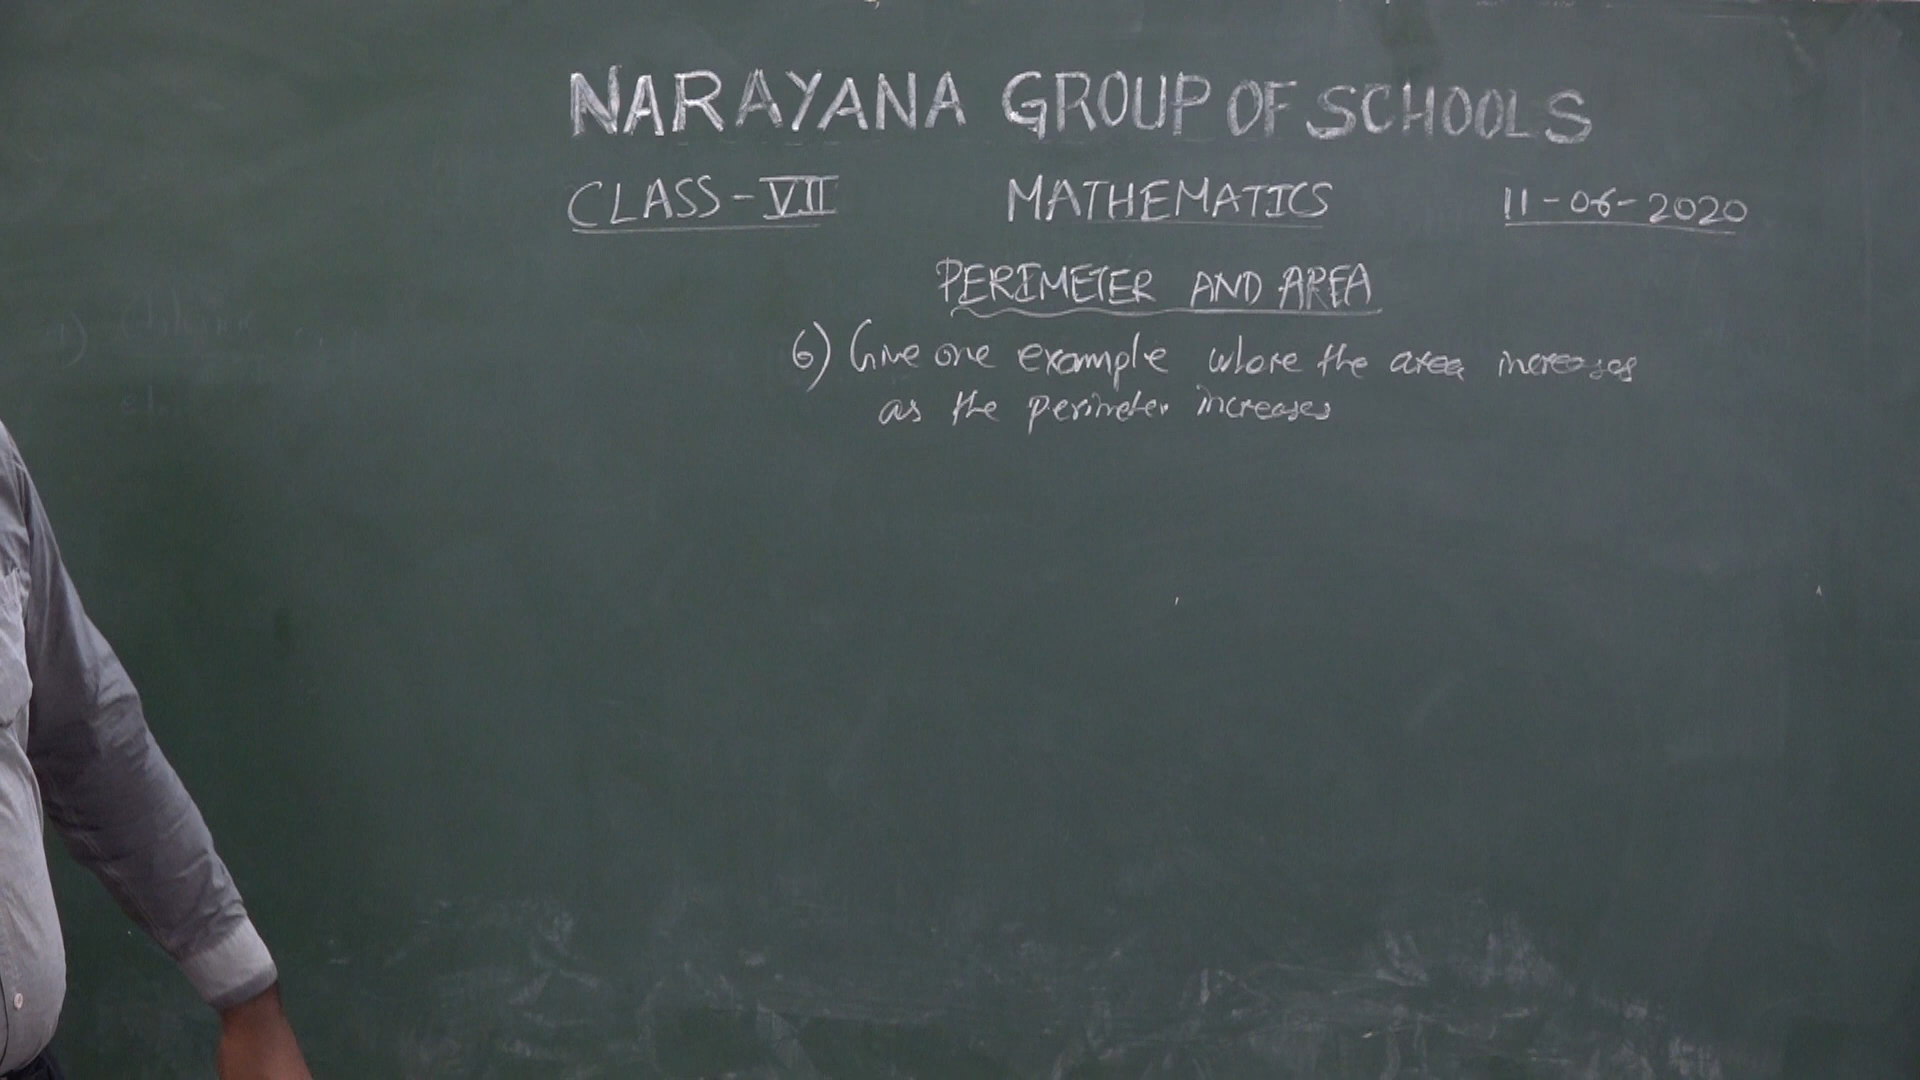 NARAYANA GROUP OF SCHOOLS
CLASS - VII MATHEMATICS 11-06-2020
PERIMETER AND AREA
6) Give one example where the area increases
as the perimeter increases